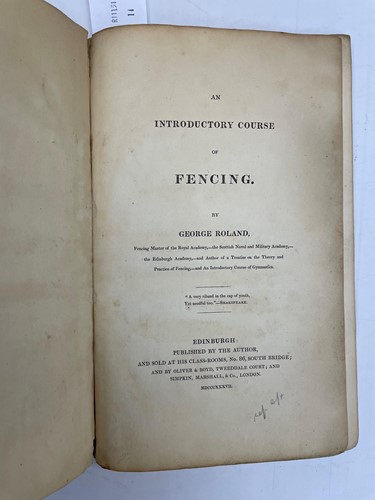 AN
INTRODUCTORY COURSE
OF
FENCING.
BY
GEORGE ROLAND,
Fencing Master of the Royal Academy,—the Scottish Naval and Military Academy,—
the Edinburgh Academy,—and Author of a Treatise on the Theory and
Practice of Fencing,—and An Introductory Course of Gymnastics.
"A very riband in the cap of youth,
Yet needful too."—SHAKSPEARE.
EDINBURGH:
PUBLISHED BY THE AUTHOR,
AND SOLD AT HIS CLASS-ROOMS, No. 56, SOUTH BRIDGE;
AND BY OLIVER & BOYD, TWEEDDALE COURT; AND
SIMPKIN, MARSHALL, & Co., LONDON.
MDCCCXXXVII.